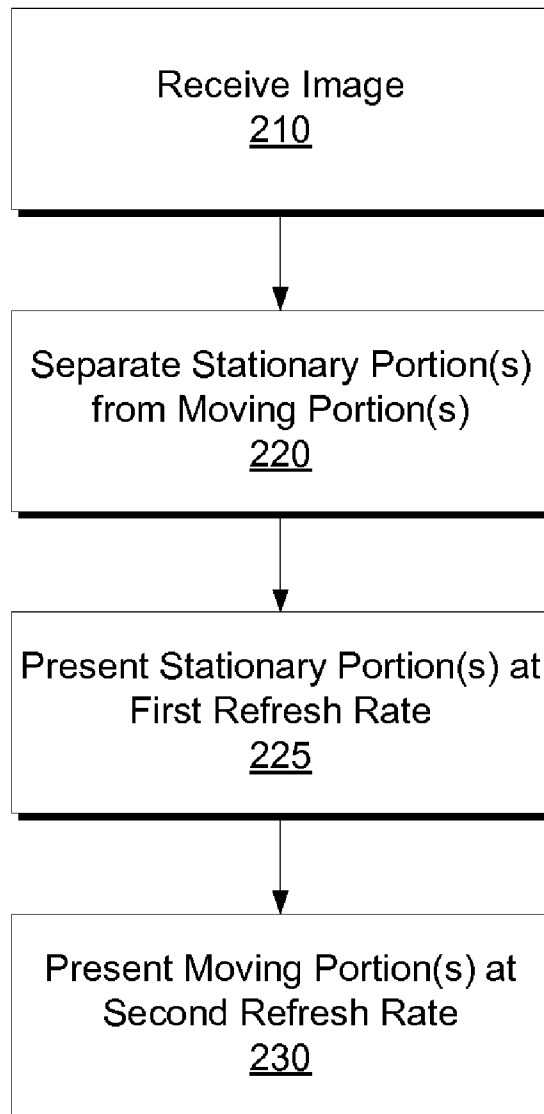 Receive Image
210
Separate Stationary Portion(s)
from Moving Portion(s)
220
Present Stationary Portion(s) at
First Refresh Rate
225
Present Moving Portion(s) at
Second Refresh Rate
230